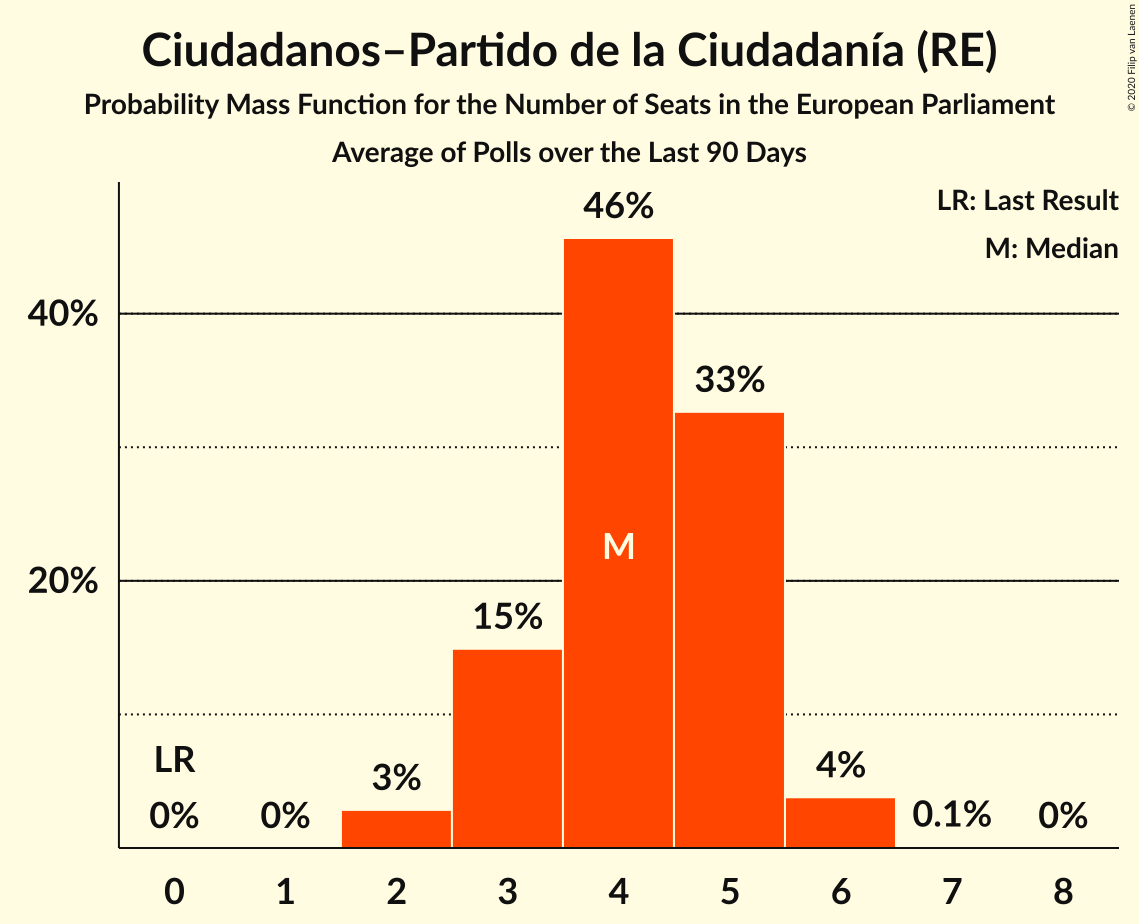 Ciudadanos–Partido de la Ciudadanía (RE)
Probability Mass Function for the Number of Seats in the European Parliament
Average of Polls over the Last 90 Days
© 2020 Filip van Laenen
LR: Last Result
M: Median
46%
40%
33%
M
20%
15%
LR
3%
4%
0%
0%
0.1%
0%
0 1 2 3 4 5 6 7 8